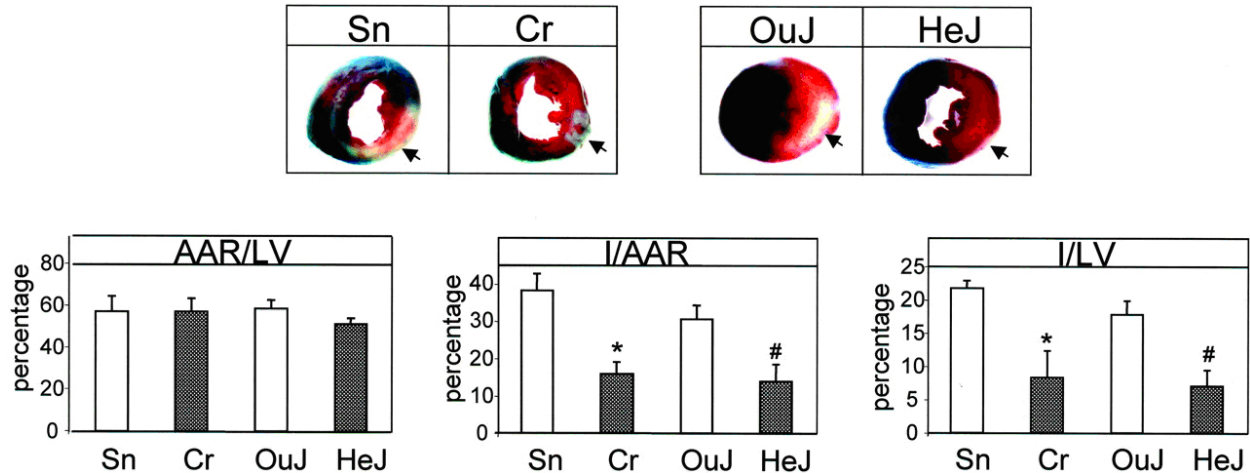 Sn Cr OuJ HeJ
AAR/LV
percentage
80
60
40
20
0
Sn Cr OuJ HeJ
I/AAR
percentage
40
30
20
10
0
* #
Sn Cr OuJ HeJ
I/LV
percentage
25
20
15
10
5
0
* #
Sn Cr OuJ HeJ